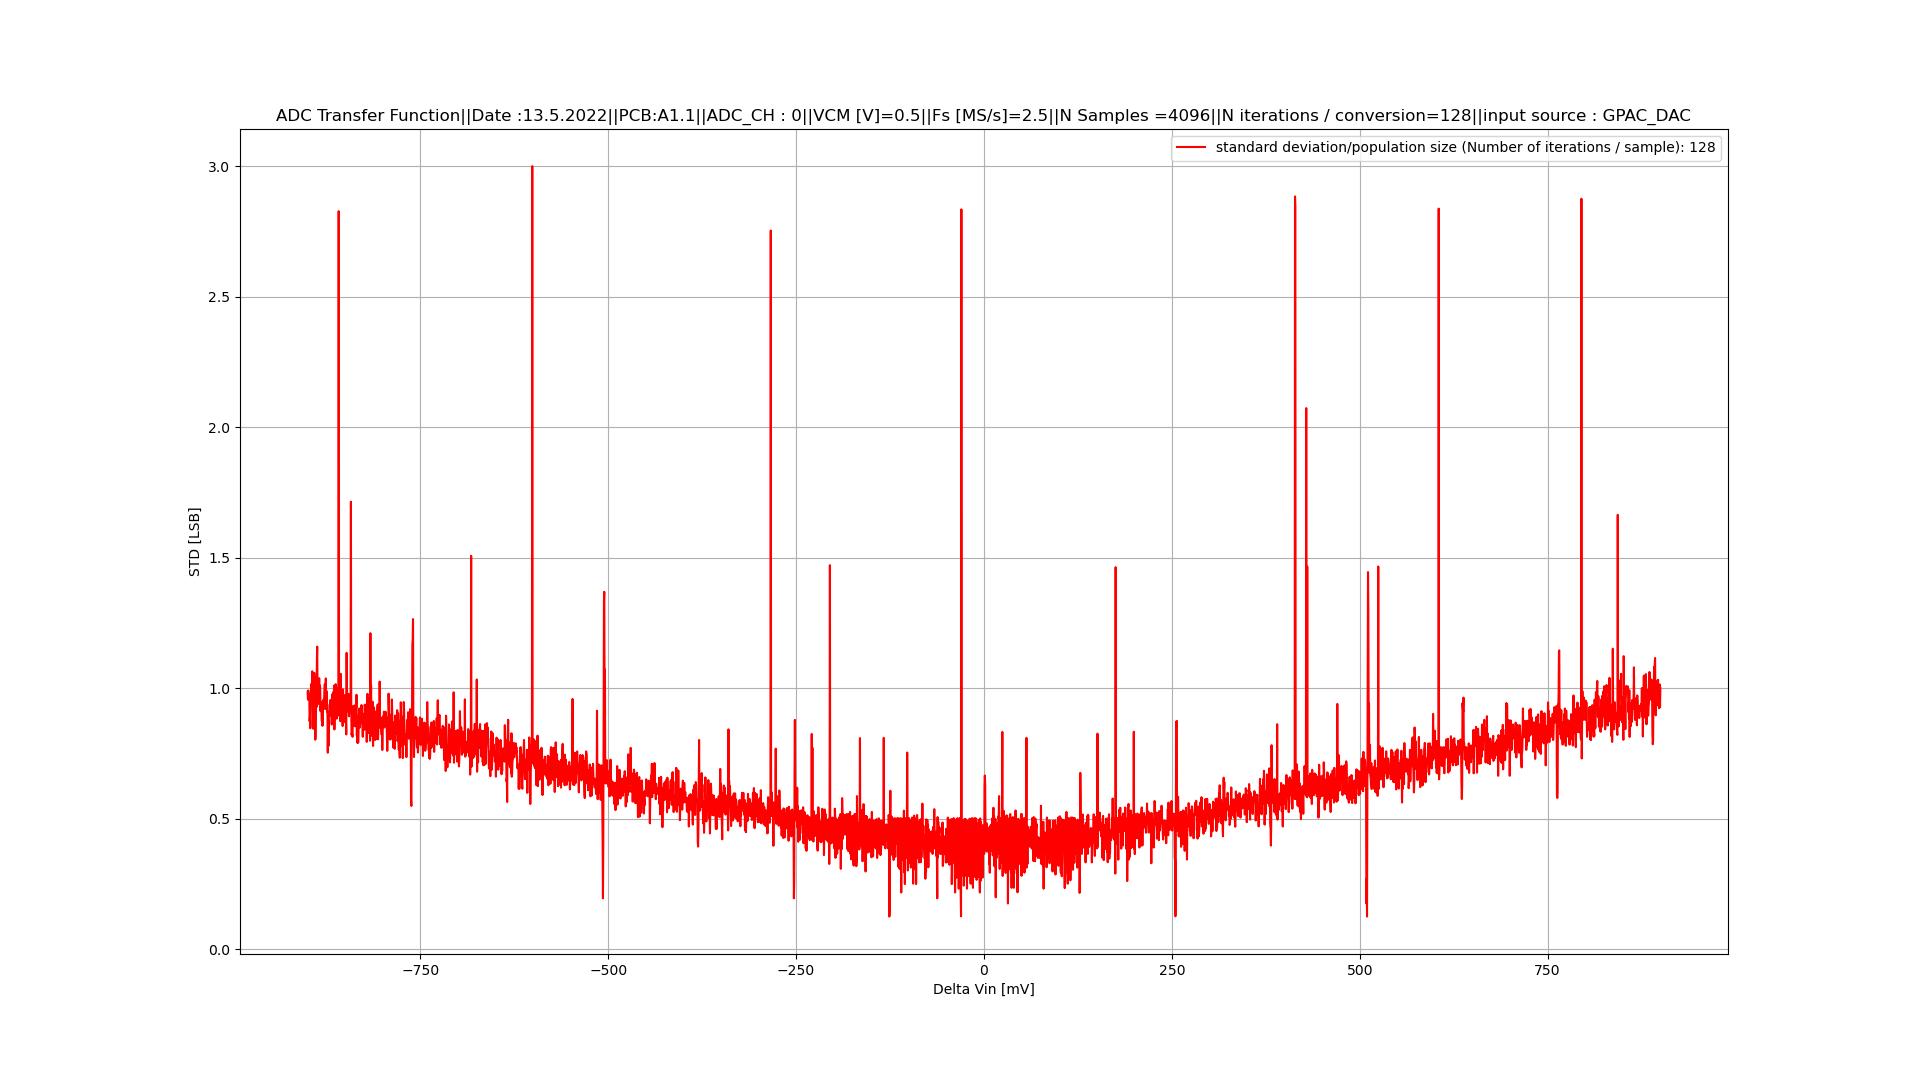 ADC Transfer Function||Date :13.5.2022||PCB:A1.1||ADC_CH : 0||VCM [V]=0.5||Fs [MS/s]=2.5||N Samples =4096||N iterations / conversion=128||input source : GPAC_DAC
standard deviation/population size (Number of iterations / sample): 128
3.0
2.5
2.0
1.5
1.0
0.5
0.0
STD [LSB]
−750 −500 −250 0 250 500 750
Delta Vin [mV]